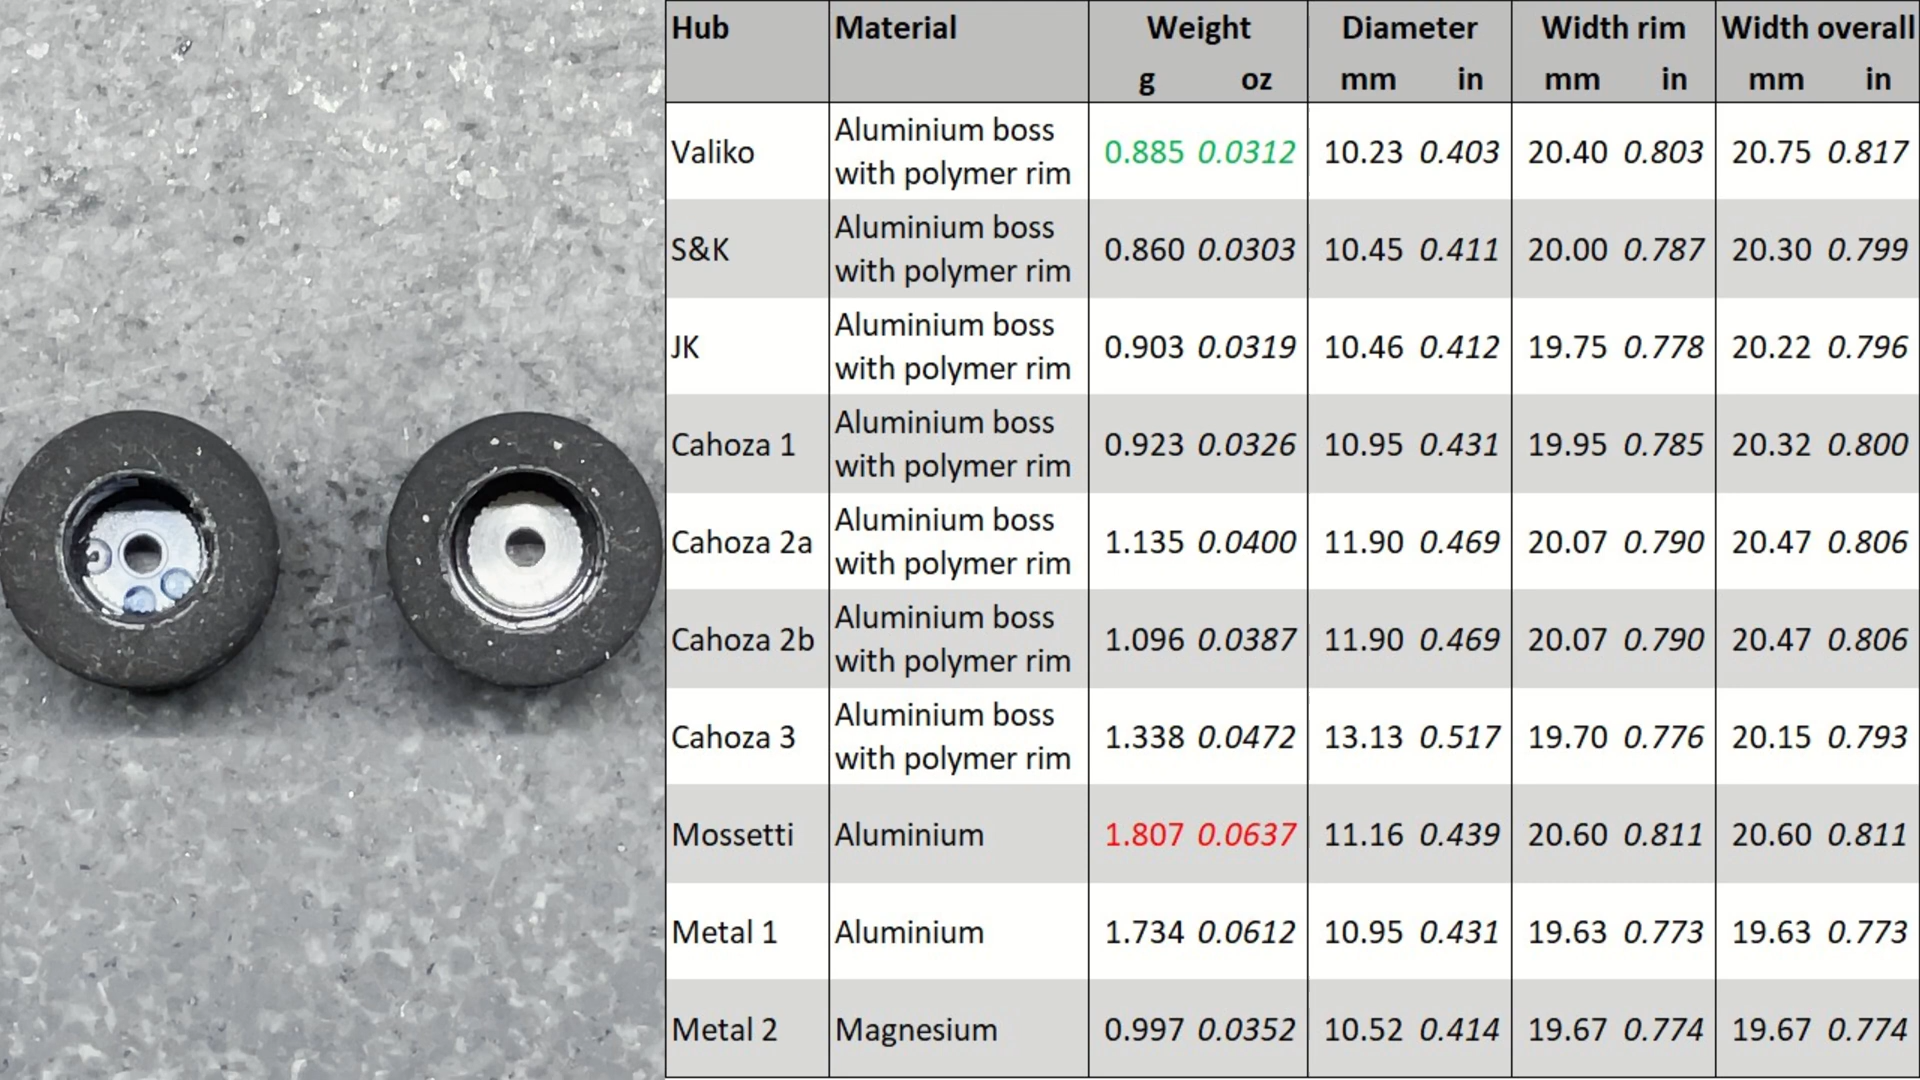 Hub Material Weight Diameter Width rim Width overall
g oz mm in mm in mm in
Valiko Aluminium boss with polymer rim 0.885 0.0312 10.23 0.403 20.40 0.803 20.75 0.817
S&K Aluminium boss with polymer rim 0.860 0.0303 10.45 0.411 20.00 0.787 20.30 0.799
JK Aluminium boss with polymer rim 0.903 0.0319 10.46 0.412 19.75 0.778 20.22 0.796
Cahoza 1 Aluminium boss with polymer rim 0.923 0.0326 10.95 0.431 19.95 0.785 20.32 0.800
Cahoza 2a Aluminium boss with polymer rim 1.135 0.0400 11.90 0.469 20.07 0.790 20.47 0.806
Cahoza 2b Aluminium boss with polymer rim 1.096 0.0387 11.90 0.469 20.07 0.790 20.47 0.806
Cahoza 3 Aluminium boss with polymer rim 1.338 0.0472 13.13 0.517 19.70 0.776 20.15 0.793
Mossetti Aluminium 1.807 0.0637 11.16 0.439 20.60 0.811 20.60 0.811
Metal 1 Aluminium 1.734 0.0612 10.95 0.431 19.63 0.773 19.63 0.773
Metal 2 Magnesium 0.997 0.0352 10.52 0.414 19.67 0.774 19.67 0.774